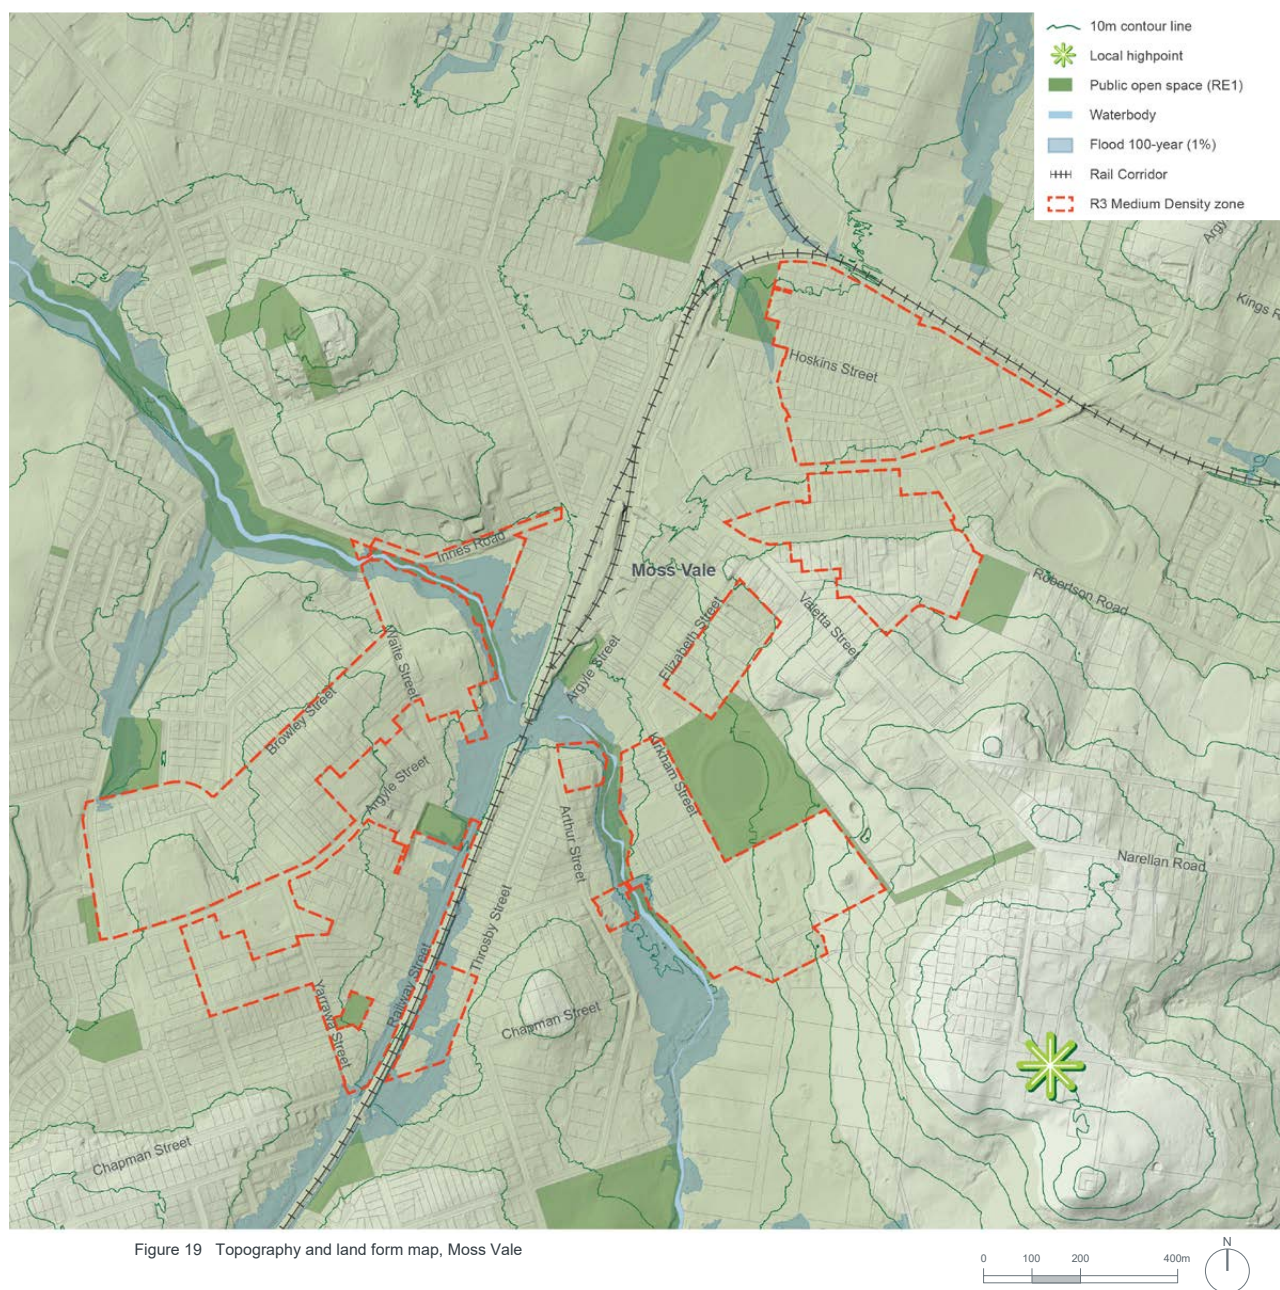 10m contour line
Local highpoint
Public open space (RE1)
Waterbody
Flood 100-year (1%)
Rail Corridor
R3 Medium Density zone
Argy
Kings R
Hoskins Street
Innes Road
Moss Vale
Robertson Road
Valetta Street
Elizabeth Street
Waite Street
Argyle Street
Browley Street
Kirkham Street
Argyle Street
Arthur Street
Narellan Road
Throsby Street
Railway Street
Chapman Street
Yarrawa Street
Chapman Street
Figure 19 Topography and land form map, Moss Vale
0 100 200 400m
N